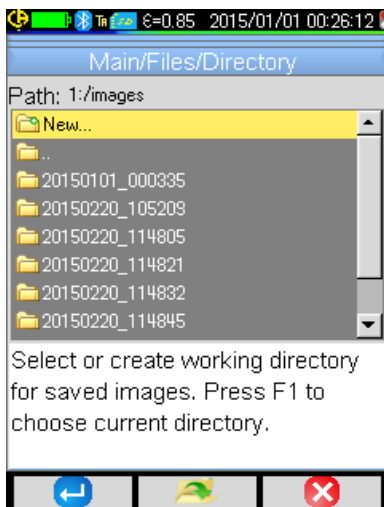 ε=0.85 2015/01/01 00:26:12
Main/Files/Directory
Path: 1:/images
New...
..
20150101_000335
20150220_105203
20150220_114805
20150220_114821
20150220_114832
20150220_114845
Select or create working directory
for saved images. Press F1 to
choose current directory.